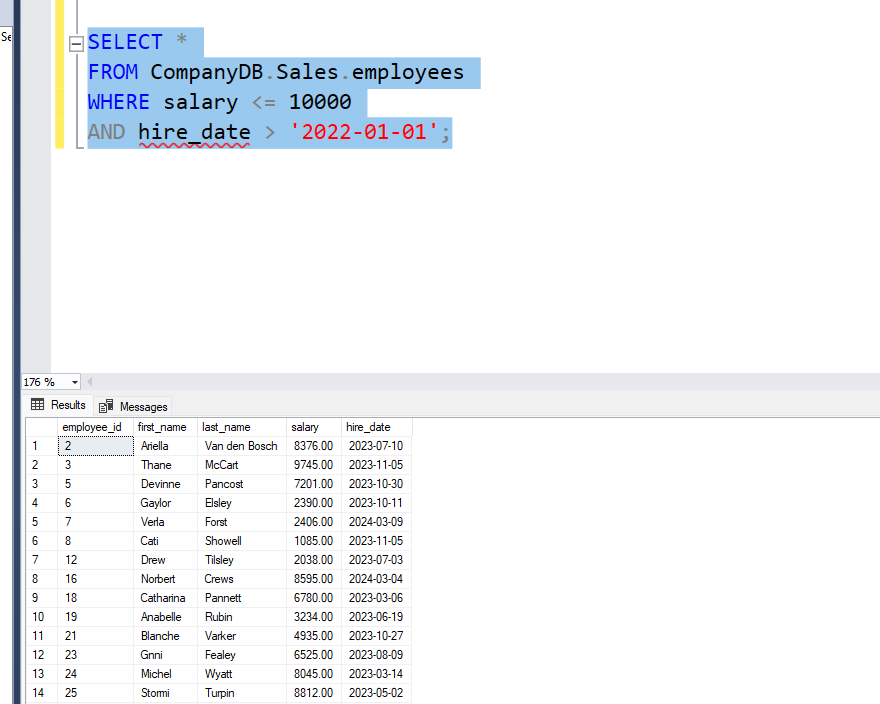 Se
SELECT *
FROM CompanyDB.Sales.employees
WHERE salary <= 10000
AND hire_date > '2022-01-01';
176 %
Results Messages
employee_id first_name last_name salary hire_date
1 2 Ariella Van den Bosch 8376.00 2023-07-10
2 3 Thane McCart 9745.00 2023-11-05
3 5 Devinne Pancost 7201.00 2023-10-30
4 6 Gaylor Elsley 2390.00 2023-10-11
5 7 Verla Forst 2406.00 2024-03-09
6 8 Cati Showell 1085.00 2023-11-05
7 12 Drew Tilsley 2038.00 2023-07-03
8 16 Norbert Crews 8595.00 2024-03-04
9 18 Catharina Pannett 6780.00 2023-03-06
10 19 Anabelle Rubin 3234.00 2023-06-19
11 21 Blanche Varker 4935.00 2023-10-27
12 23 Gnni Fealey 6525.00 2023-08-09
13 24 Michel Wyatt 8045.00 2023-03-14
14 25 Stormi Turpin 8812.00 2023-05-02